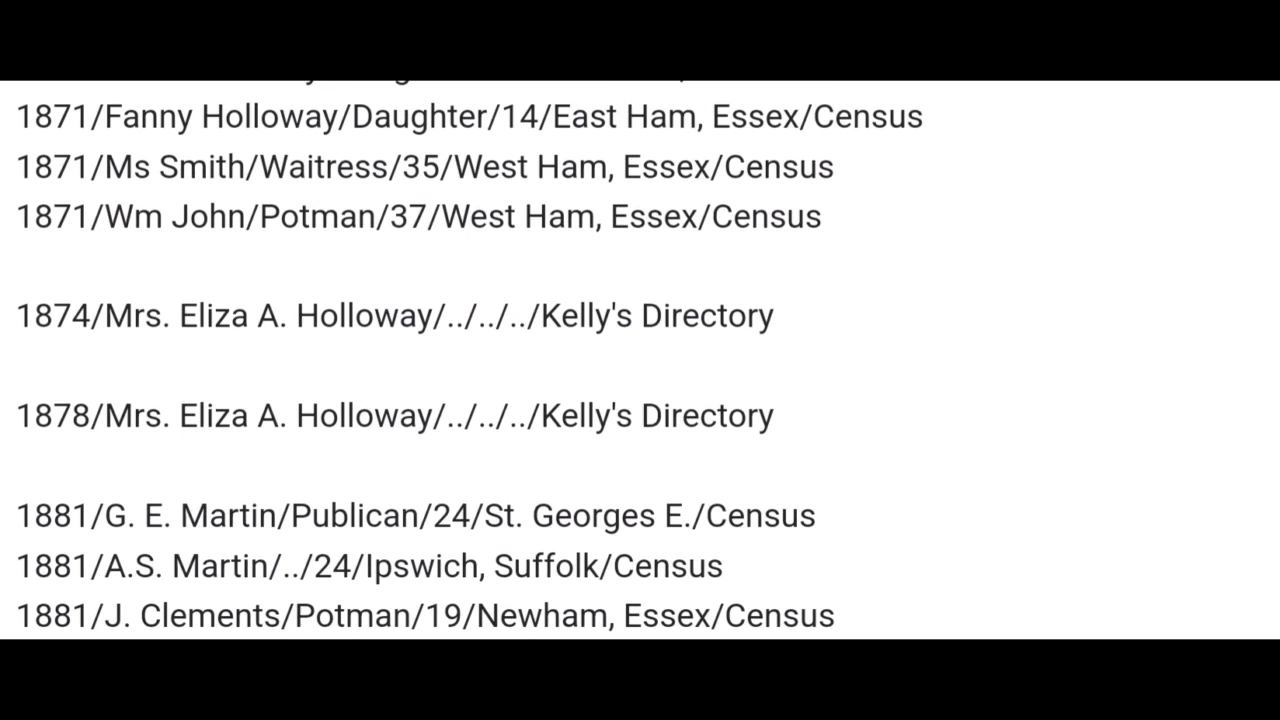 1871/Fanny Holloway/Daughter/14/East Ham, Essex/Census
1871/Ms Smith/Waitress/35/West Ham, Essex/Census
1871/Wm John/Potman/37/West Ham, Essex/Census
1874/Mrs. Eliza A. Holloway/../../../Kelly's Directory
1878/Mrs. Eliza A. Holloway/../../../Kelly's Directory
1881/G. E. Martin/Publican/24/St. Georges E./Census
1881/A.S. Martin/../24/Ipswich, Suffolk/Census
1881/J. Clements/Potman/19/Newham, Essex/Census